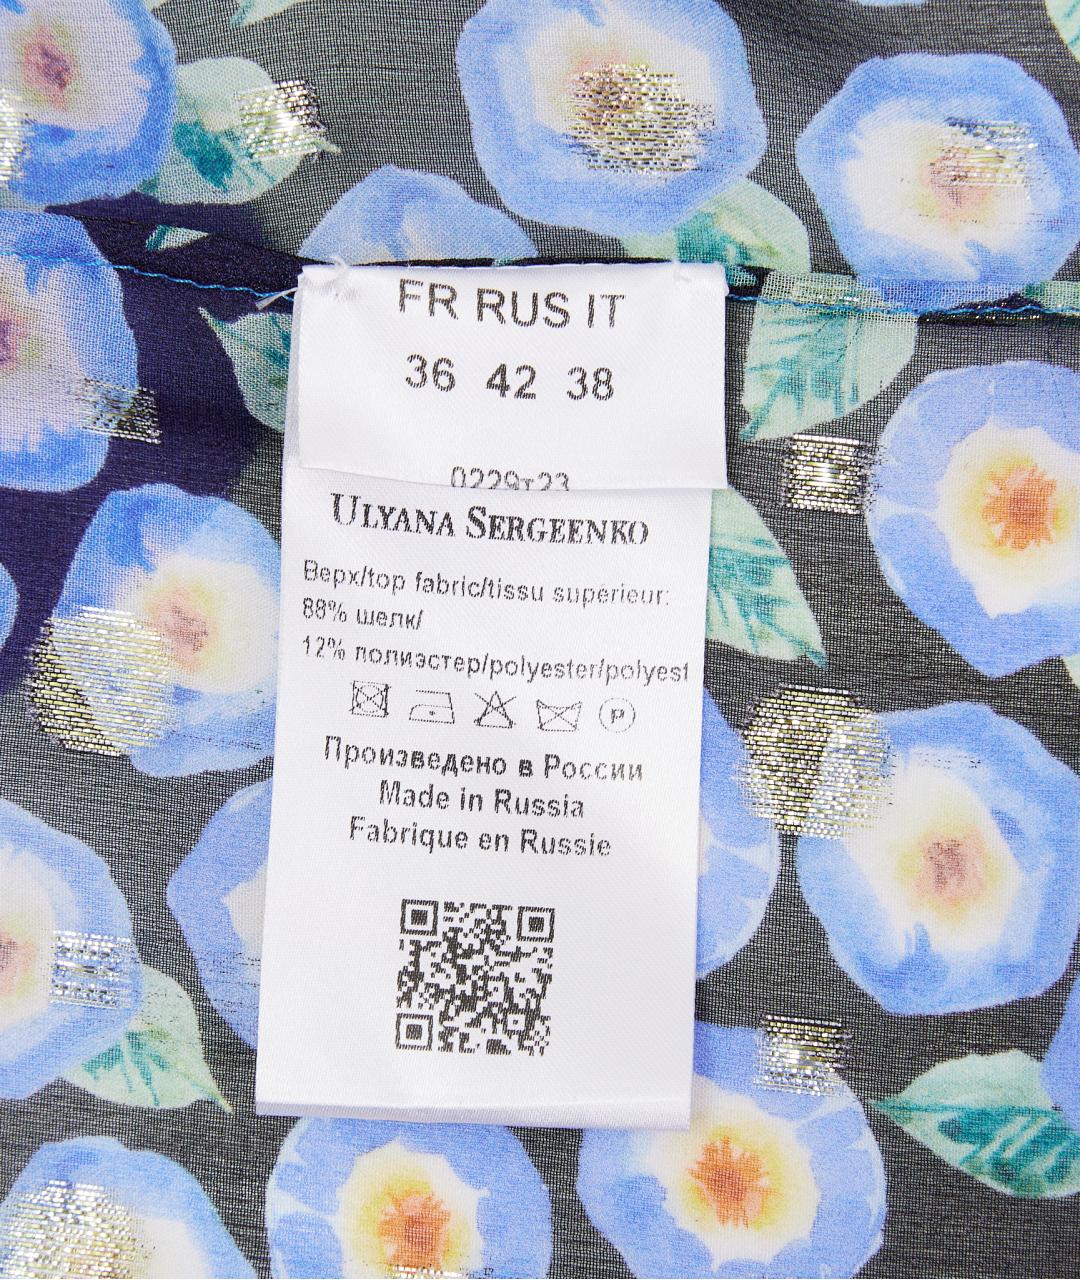 FR RUS IT
36 42 38
0229т23
ULYANA SERGEENKO
Верх/top fabric/tissu supérieur:
88% шелк/
12% полиэстер/polyester/polyest
P
Произведено в России
Made in Russia
Fabrique en Russie